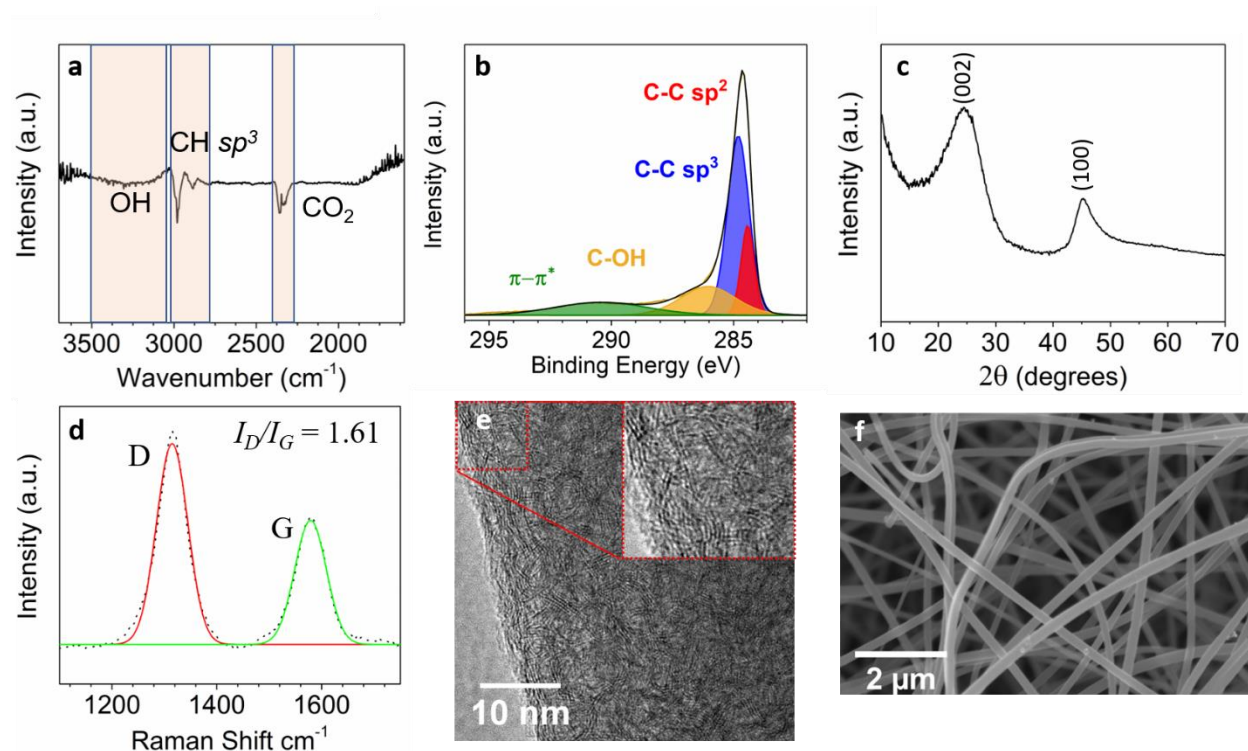 a
CH sp³
OH
CO₂
Intensity (a.u.)
3500 3000 2500 2000
Wavenumber (cm⁻¹)
b
C-C sp²
C-C sp³
C-OH
π–π*
Intensity (a.u.)
295 290 285
Binding Energy (eV)
c
(002)
(100)
Intensity (a.u.)
10 20 30 40 50 60 70
2θ (degrees)
d
I_D/I_G = 1.61
D
G
Intensity (a.u.)
1200 1400 1600
Raman Shift cm⁻¹
e
10 nm
f
2 µm